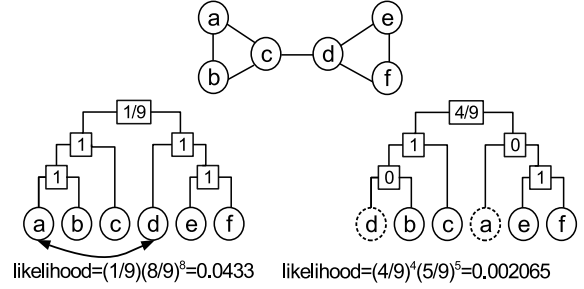 a e
c d
b f
1/9 4/9
1 1 1 0
1 1 0 1
a b c d e f d b c a e f
likelihood=(1/9)(8/9)⁸=0.0433 likelihood=(4/9)⁴(5/9)⁵=0.002065